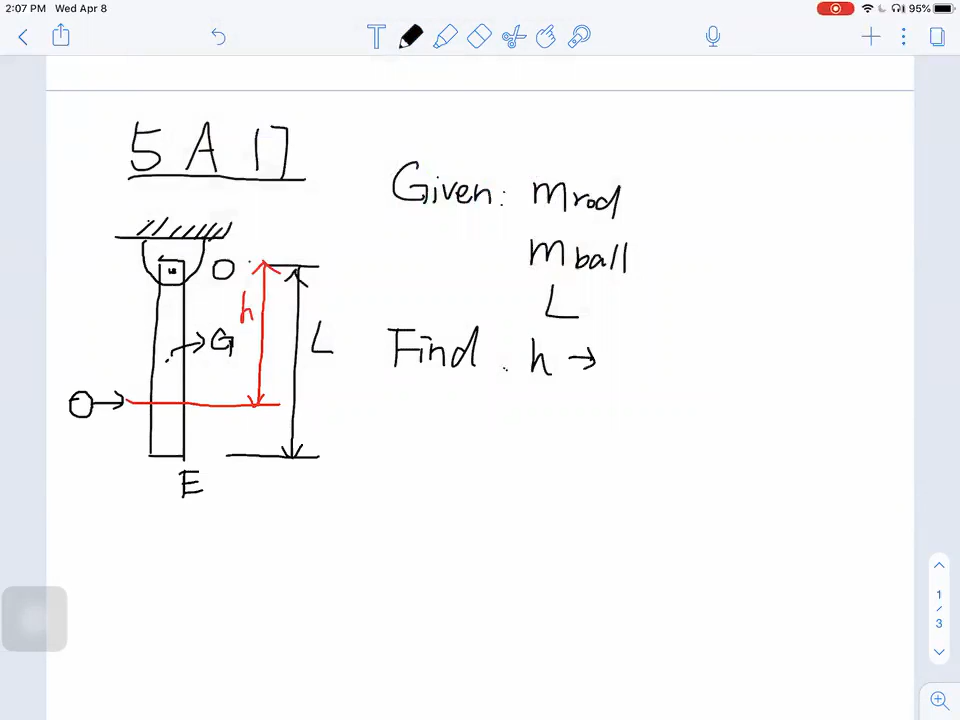 2:07 PM Wed Apr 8
95%
T
5 A 17
Given: mrod
mball
L
Find. h →
O
h
G
L
E
1
/
3